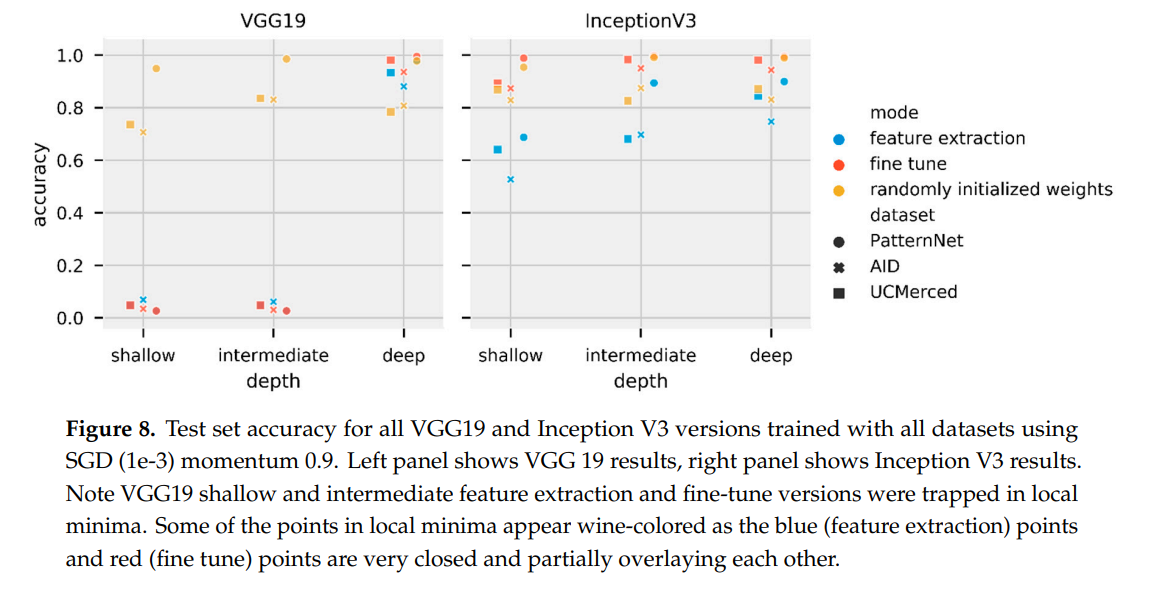 VGG19
InceptionV3
1.0
0.8
0.6
0.4
0.2
0.0
accuracy
shallow
intermediate
deep
depth
shallow
intermediate
deep
depth
mode
feature extraction
fine tune
randomly initialized weights
dataset
PatternNet
AID
UCMerced
Figure 8. Test set accuracy for all VGG19 and Inception V3 versions trained with all datasets using
SGD (1e-3) momentum 0.9. Left panel shows VGG 19 results, right panel shows Inception V3 results.
Note VGG19 shallow and intermediate feature extraction and fine-tune versions were trapped in local
minima. Some of the points in local minima appear wine-colored as the blue (feature extraction) points
and red (fine tune) points are very closed and partially overlaying each other.